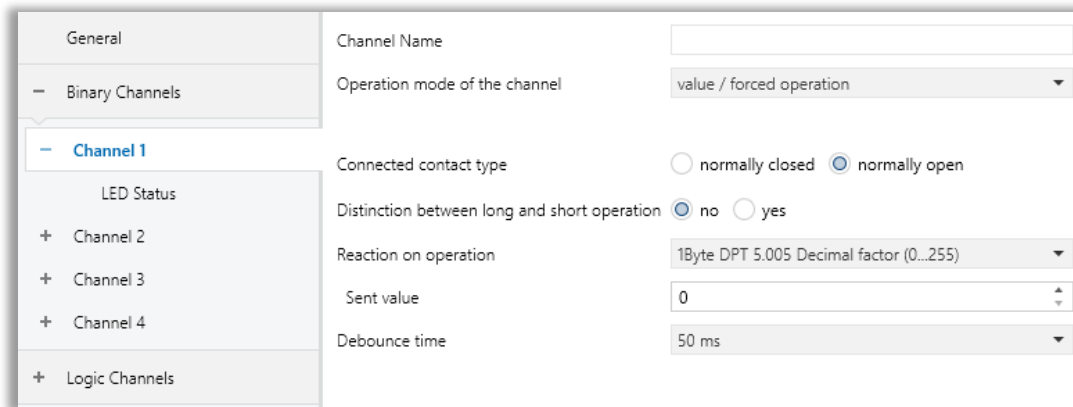 General
Binary Channels
Channel 1
LED Status
Channel 2
Channel 3
Channel 4
Logic Channels
Channel Name
Operation mode of the channel value / forced operation
Connected contact type normally closed normally open
Distinction between long and short operation no yes
Reaction on operation 1Byte DPT 5.005 Decimal factor (0...255)
Sent value 0
Debounce time 50 ms